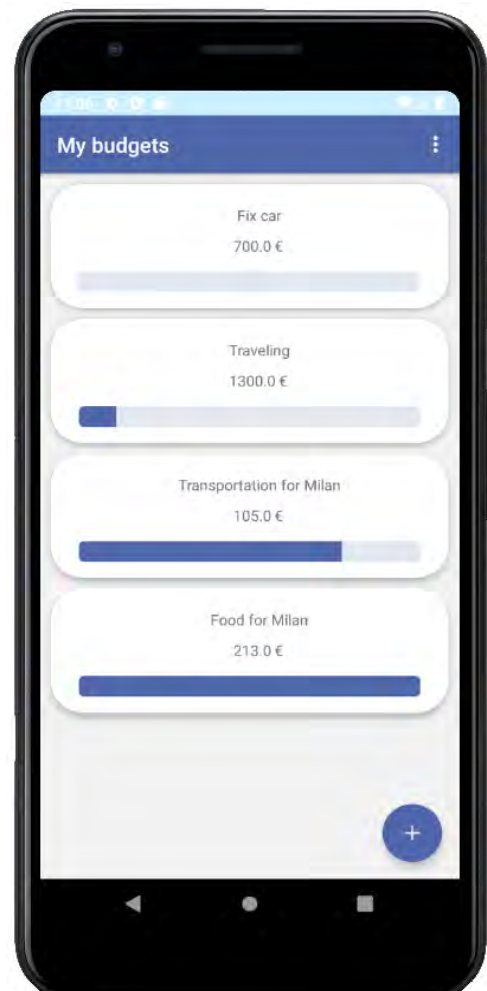 My budgets
Fix car
700.0 €
Traveling
1300.0 €
Transportation for Milan
105.0 €
Food for Milan
213.0 €
+